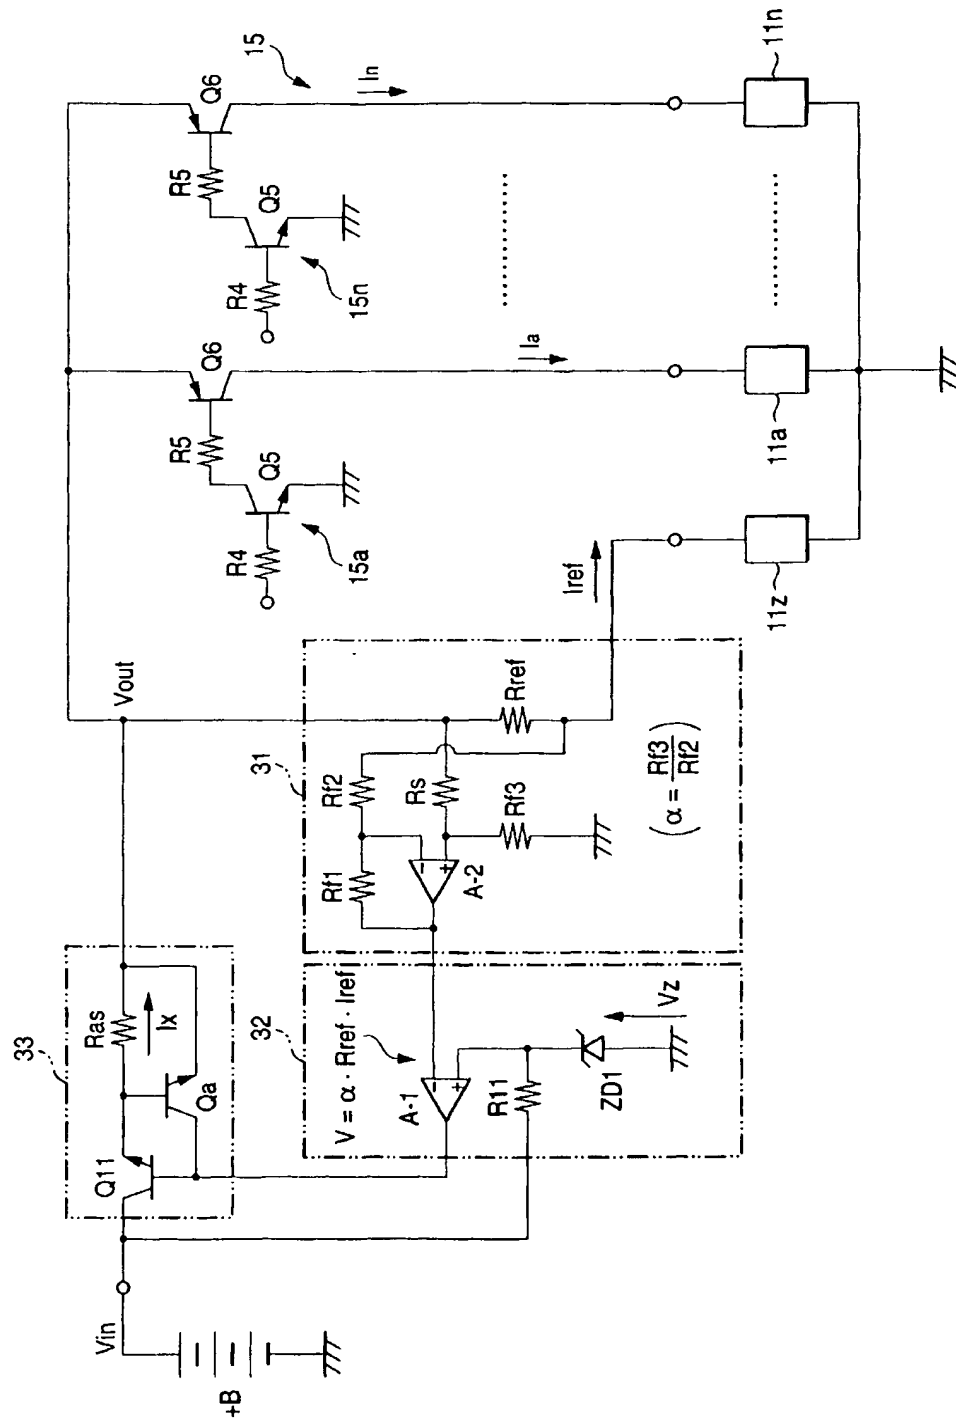 +B
Vin
33
Q11
Ras
Ix
Qa
Vout
32
V = α · Rref · Iref
A-1
R11
ZD1
Vz
31
Rf1
Rf2
Rs
A-2
Rf3
Rref
(α = Rf3/Rf2)
Iref
11z
R4
Q5
R5
Q6
15a
Ia
11a
R4
Q5
R5
Q6
15n
15
In
11n